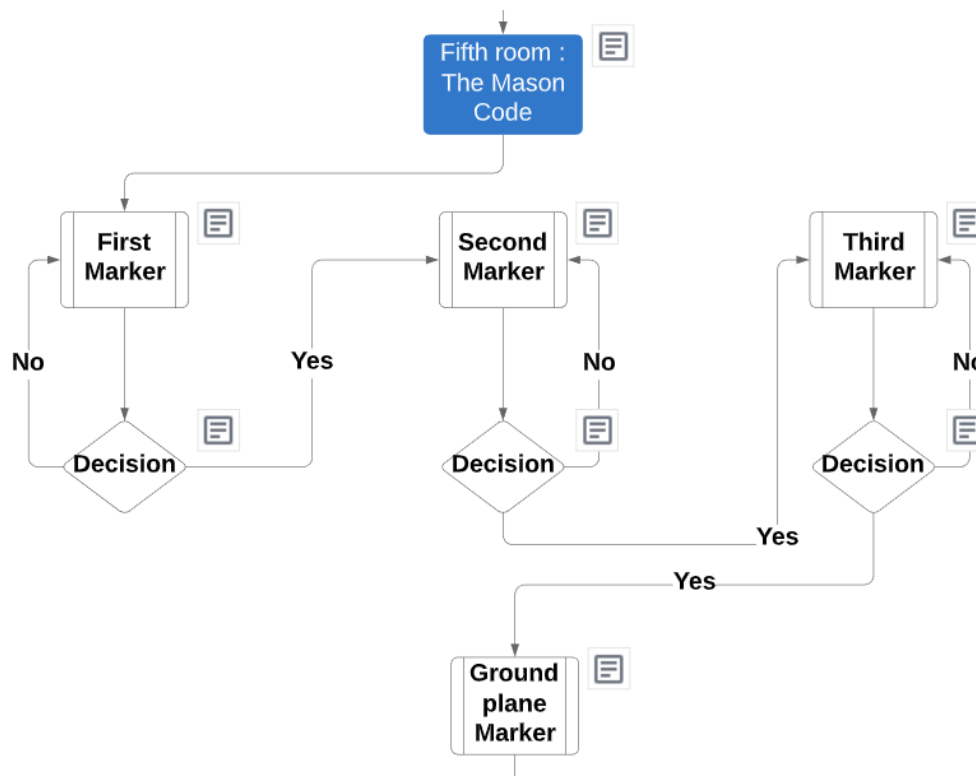 Fifth room :
The Mason
Code
First
Marker
Second
Marker
Third
Marker
No
Yes
No
No
Decision
Decision
Decision
Yes
Yes
Ground
plane
Marker